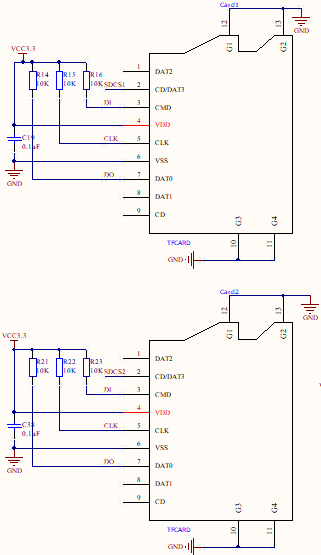 Card1
12
13
GND
G1
G2
VCC3.3
R14
R15
R16
10K
10K
10K
SDCS1
DI
1
DAT2
2
CD/DAT3
3
CMD
4
VDD
C19
0.1uF
CLK
5
CLK
6
VSS
GND
DO
7
DAT0
8
DAT1
9
CD
G3
G4
TFCARD
10
11
GND
Card2
12
13
GND
G1
G2
VCC3.3
R21
R22
R23
10K
10K
10K
SDCS2
DI
1
DAT2
2
CD/DAT3
3
CMD
4
VDD
C38
0.1uF
CLK
5
CLK
6
VSS
GND
DO
7
DAT0
8
DAT1
9
CD
G3
G4
TFCARD
10
11
GND